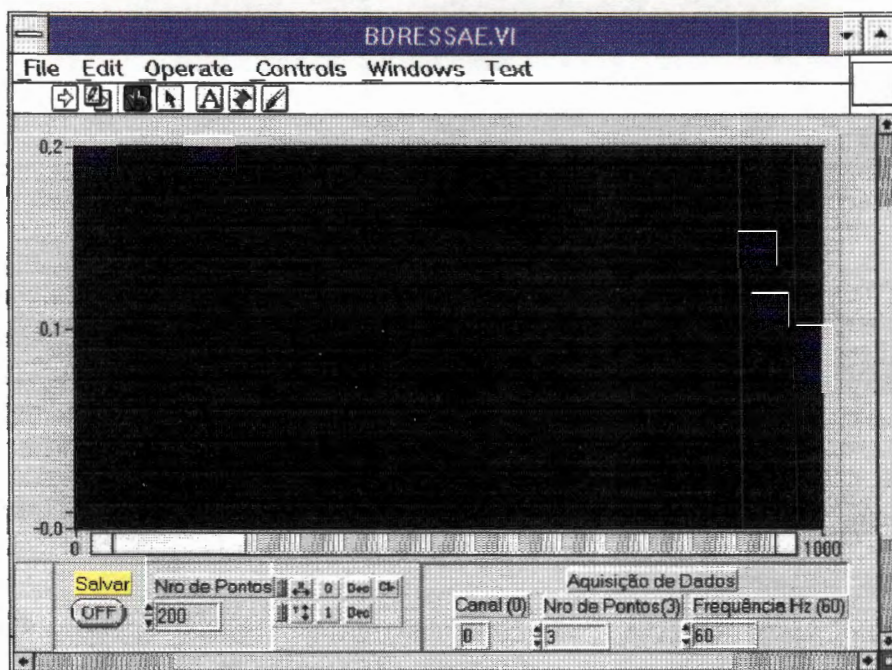 BDRESSAE.VI
File Edit Operate Controls Windows Text
A
0.2
0.1
-0.0
0 1000
Salvar
OFF
Nro de Pontos
200
0 Dec Clr
1 Dec
Aquisição de Dados
Canal (0) Nro de Pontos(3) Frequência Hz (60)
0 3 60